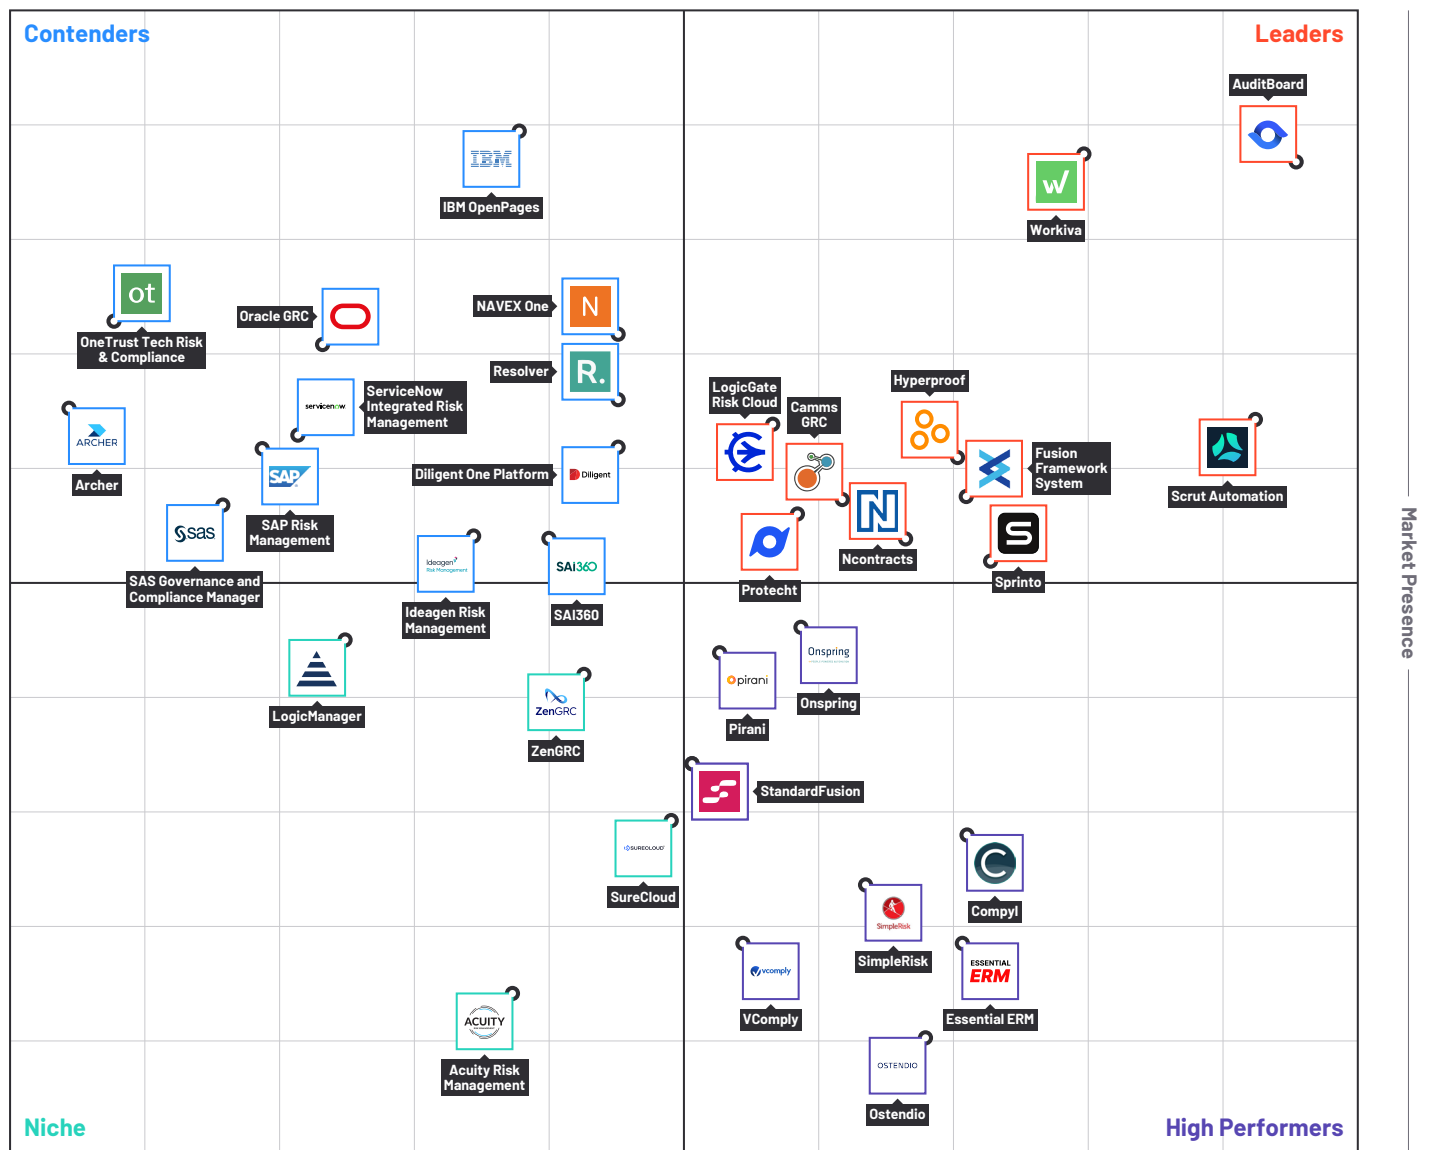 Contenders
Leaders
AuditBoard
IBM
IBM OpenPages
W
Workiva
ot
OneTrust Tech Risk
& Compliance
Oracle GRC
NAVEX One
N
Resolver
R.
servicenow
ServiceNow
Integrated Risk
Management
ARCHER
Archer
SAP
SAP Risk
Management
Diligent One Platform
Diligent
LogicGate
Risk Cloud
Camms
GRC
Hyperproof
Fusion
Framework
System
Scrut Automation
sas
SAS Governance and
Compliance Manager
Ideagen
Risk Management
Ideagen Risk
Management
SAI360
SAI360
Protecht
N
Ncontracts
S
Sprinto
Market Presence
LogicManager
ZenGRC
ZenGRC
pirani
Pirani
Onspring
Onspring
StandardFusion
SURECLOUD
SureCloud
C
Compyl
SimpleRisk
SimpleRisk
vcomply
VComply
ESSENTIAL
ERM
Essential ERM
ACUITY
Acuity Risk
Management
OSTENDIO
Ostendio
Niche
High Performers